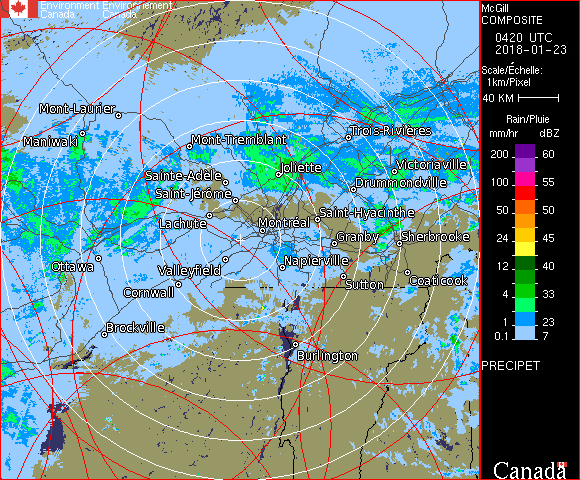 Environment Environnement
Canada Canada
McGill
COMPOSITE
0420 UTC
2018-01-23
Scale/Échelle:
1km/Pixel
40 KM
Rain/Pluie
mm/hr dBZ
200 60
100 55
50 50
24 45
12 40
4 33
1 23
0.1 7
PRECIPET
Mont-Laurier
Maniwaki
Mont-Tremblant
Trois-Rivières
Sainte-Adèle
Joliette
Victoriaville
Saint-Jérôme
Drummondville
Lachute
Montréal
Saint-Hyacinthe
Granby
Sherbrooke
Ottawa
Valleyfield
Napierville
Cornwall
Sutton
Coaticook
Brockville
Burlington
Canada